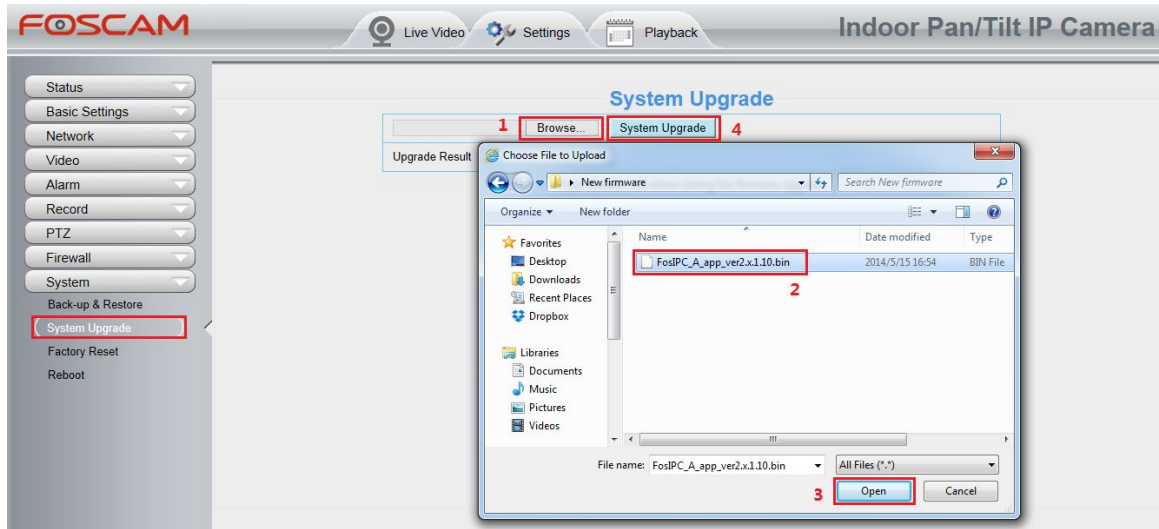 FOSCAM
Live Video
Settings
Playback
Indoor Pan/Tilt IP Camera
Status
Basic Settings
Network
Video
Alarm
Record
PTZ
Firewall
System
Back-up & Restore
System Upgrade
Factory Reset
Reboot
System Upgrade
1 Browse... System Upgrade 4
Upgrade Result
Choose File to Upload
New firmware
Search New firmware
Organize New folder
Name Date modified Type
Favorites
Desktop
Downloads
Recent Places
Dropbox
Libraries
Documents
Music
Pictures
Videos
FosIPC_A_app_ver2.x.1.10.bin 2014/5/15 16:54 BIN File
2
File name: FosIPC_A_app_ver2.x.1.10.bin All Files (*.*)
3 Open Cancel